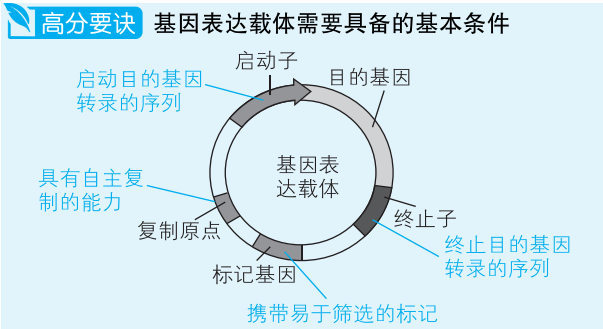 高分要诀 基因表达载体需要具备的基本条件
启动子
启动目的基因
转录的序列
目的基因
基因表
达载体
具有自主复
制的能力
复制原点
终止子
标记基因
终止目的基因
转录的序列
携带易于筛选的标记